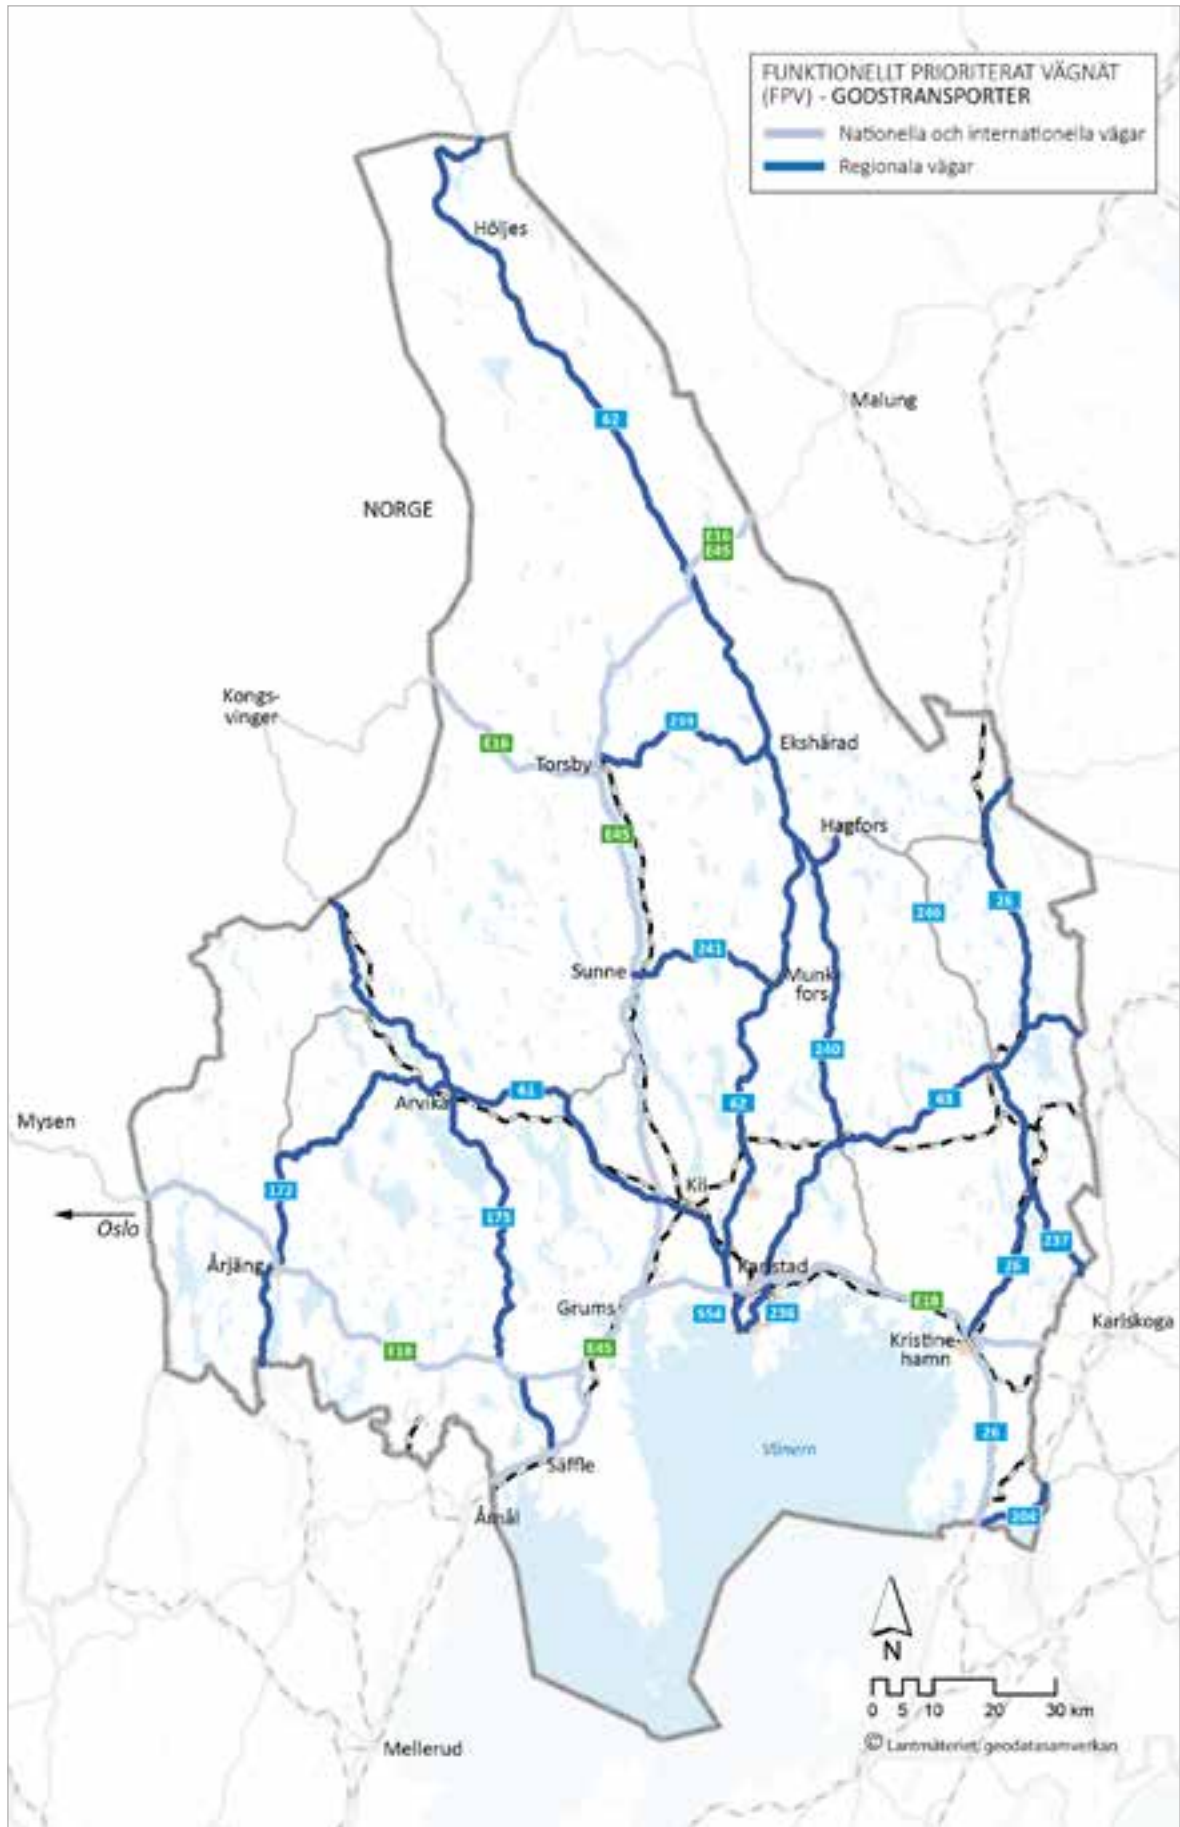 FUNKTIONELLT PRIORITERAT VÄGNÄT
(FPV) - GODSTRANSPORTER
Nationella och internationella vägar
Regionala vägar
Höljes
62
Malung
NORGE
E16
E45
Kongs-
vinger
239
Ekshärad
E16
Torsby
E45
Hagfors
26
246
241
Sunne
Munk-
fors
240
61
62
63
Arvika
Mysen
Kil
172
175
Oslo
237
Årjäng
26
Karlstad
E18
Grums
554
236
Karlskoga
Kristine-
hamn
E18
E45
26
Vänern
Säffle
Åmål
204
N
0 5 10 20 30 km
Mellerud
© Lantmäteriet, geodatasamverkan